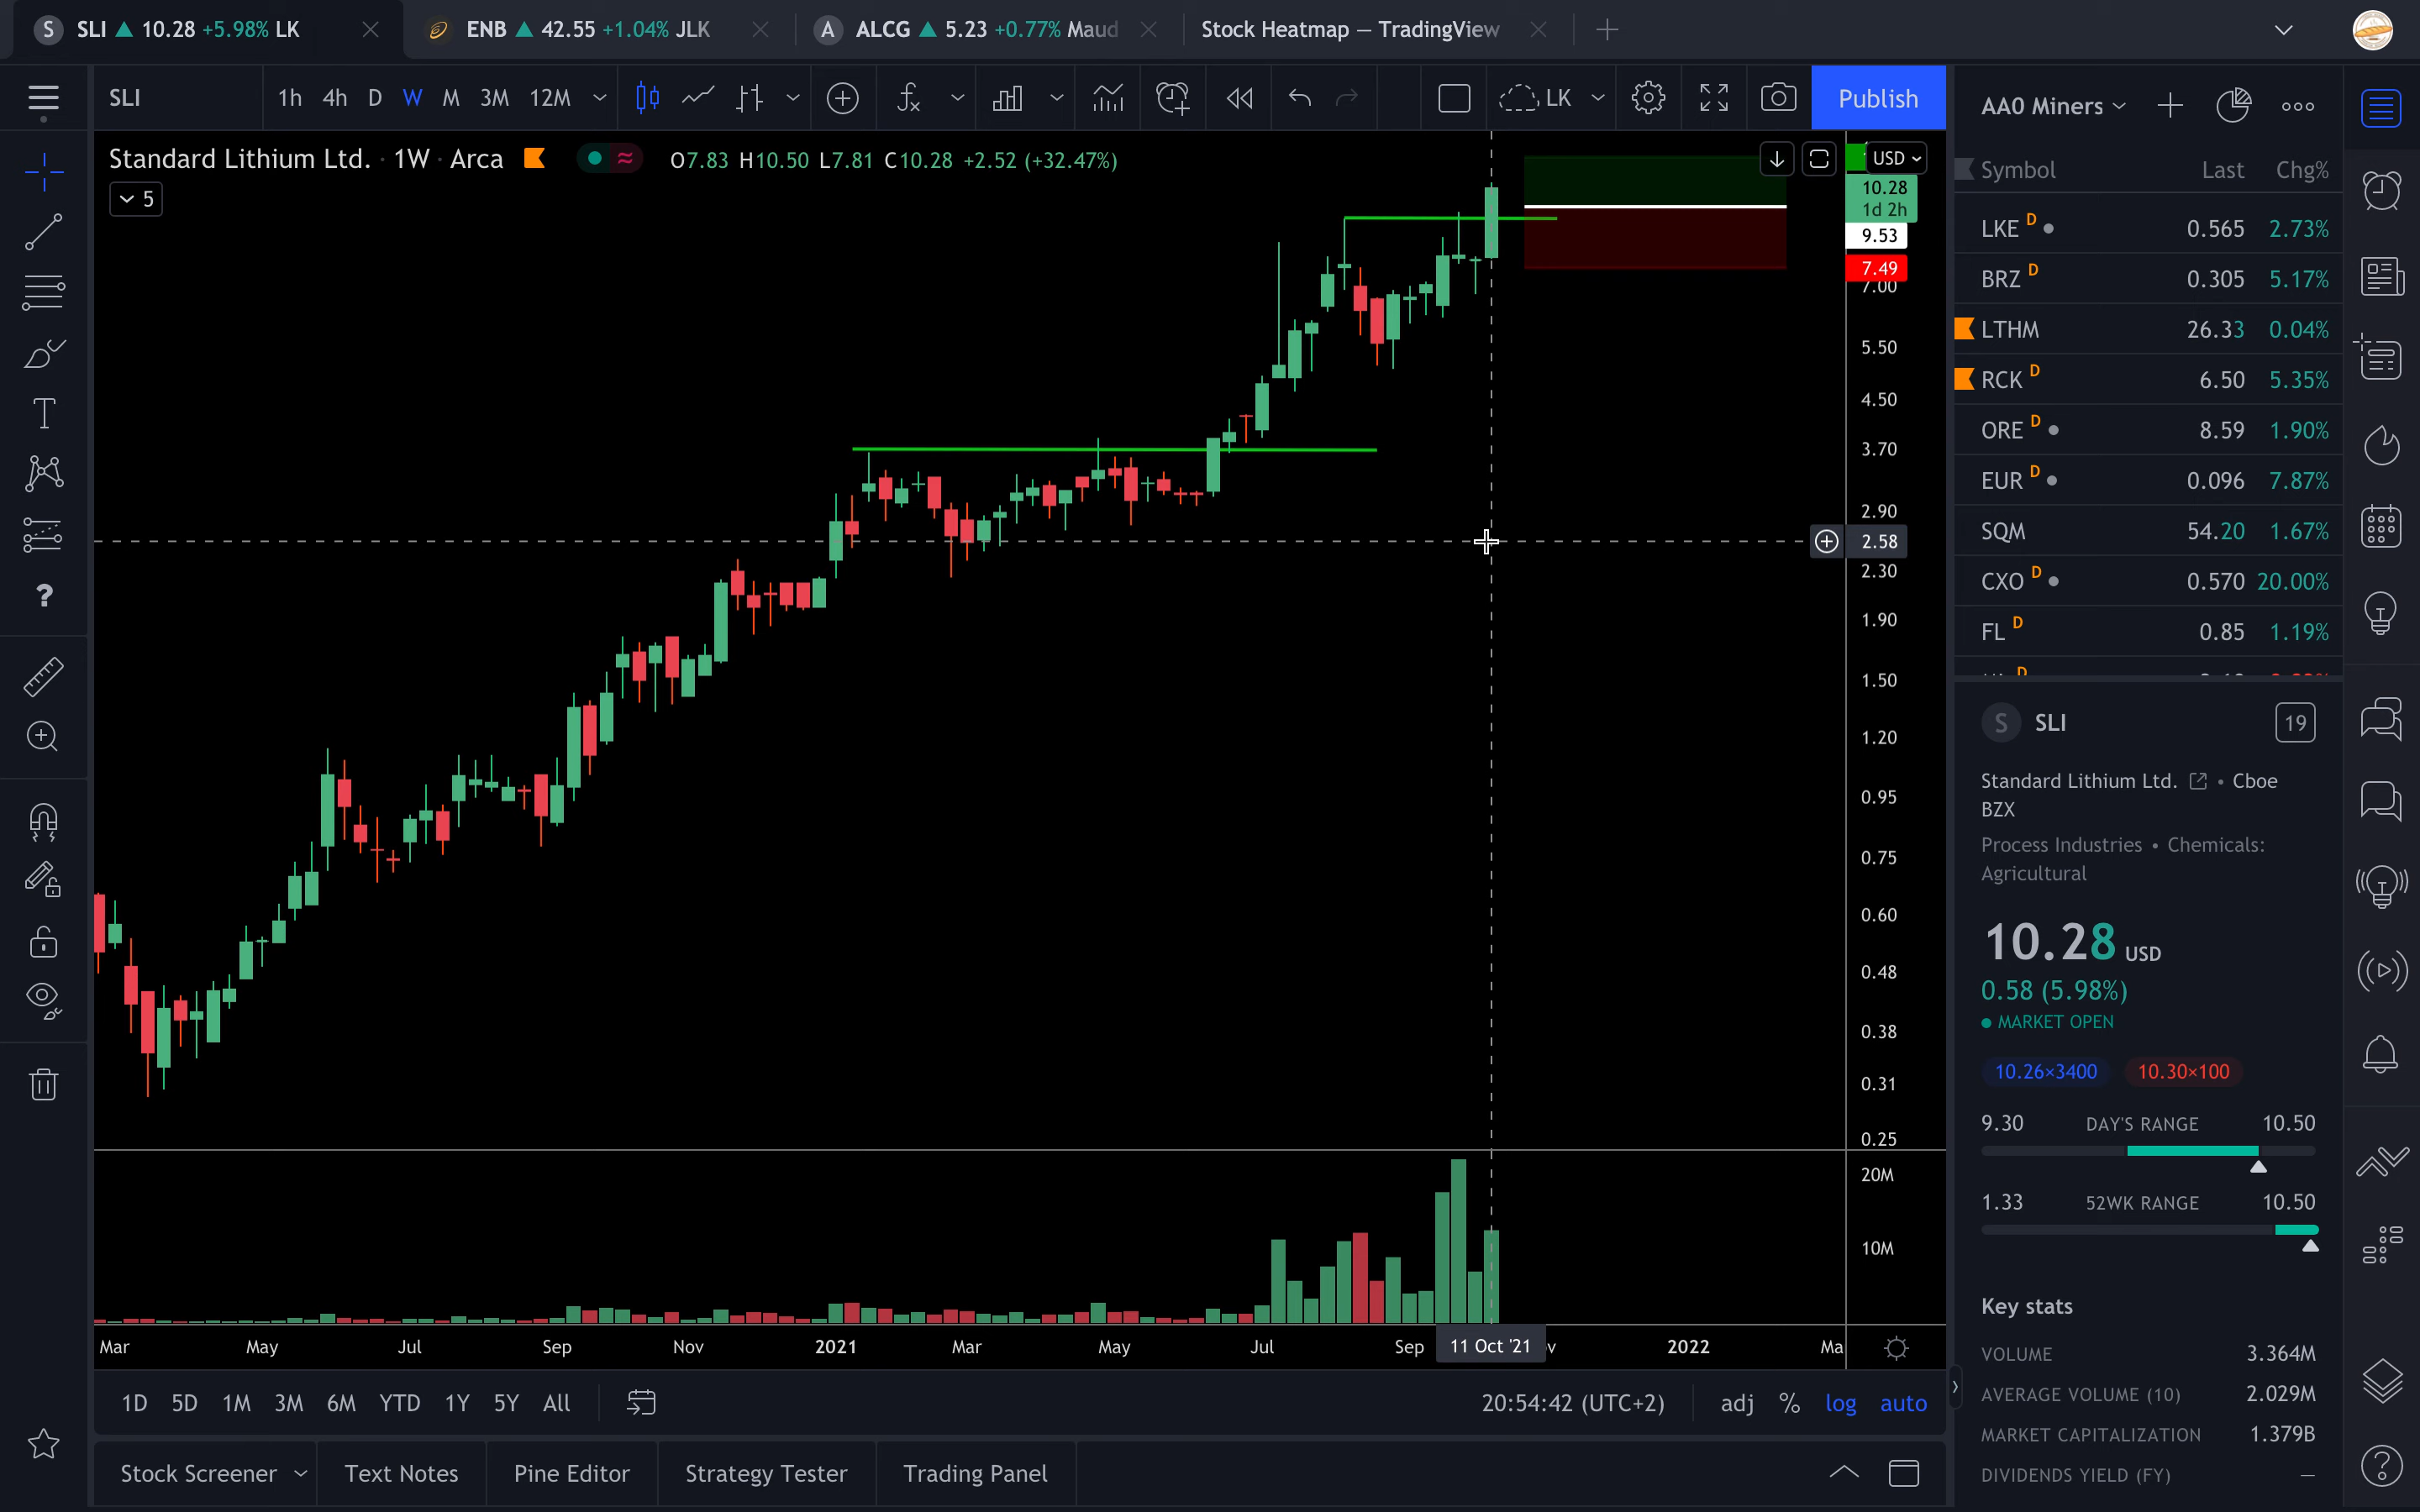 S SLI 10.28 +5.98% LK
ENB 42.55 +1.04% JLK
A ALCG 5.23 +0.77% Maud
Stock Heatmap — TradingView
SLI
1h 4h D W M 3M 12M
LK
Publish
Standard Lithium Ltd. · 1W · Arca
O7.83 H10.50 L7.81 C10.28 +2.52 (+32.47%)
5
USD
10.28
1d 2h
9.53
7.49
7.00
5.50
4.50
3.70
2.90
2.58
2.30
1.90
1.50
1.20
0.95
0.75
0.60
0.48
0.38
0.31
0.25
20M
10M
Mar May Jul Sep Nov 2021 Mar May Jul Sep 11 Oct '21 2022 Ma
1D 5D 1M 3M 6M YTD 1Y 5Y All
20:54:42 (UTC+2) adj % log auto
Stock Screener Text Notes Pine Editor Strategy Tester Trading Panel
AA0 Miners
Symbol Last Chg%
LKE D 0.565 2.73%
BRZ D 0.305 5.17%
LTHM 26.33 0.04%
RCK D 6.50 5.35%
ORE D 8.59 1.90%
EUR D 0.096 7.87%
SQM 54.20 1.67%
CXO D 0.570 20.00%
FL D 0.85 1.19%
S SLI 19
Standard Lithium Ltd. • Cboe
BZX
Process Industries • Chemicals:
Agricultural
10.28 USD
0.58 (5.98%)
MARKET OPEN
10.26×3400 10.30×100
9.30 DAY'S RANGE 10.50
1.33 52WK RANGE 10.50
Key stats
VOLUME 3.364M
AVERAGE VOLUME (10) 2.029M
MARKET CAPITALIZATION 1.379B
DIVIDENDS YIELD (FY) —